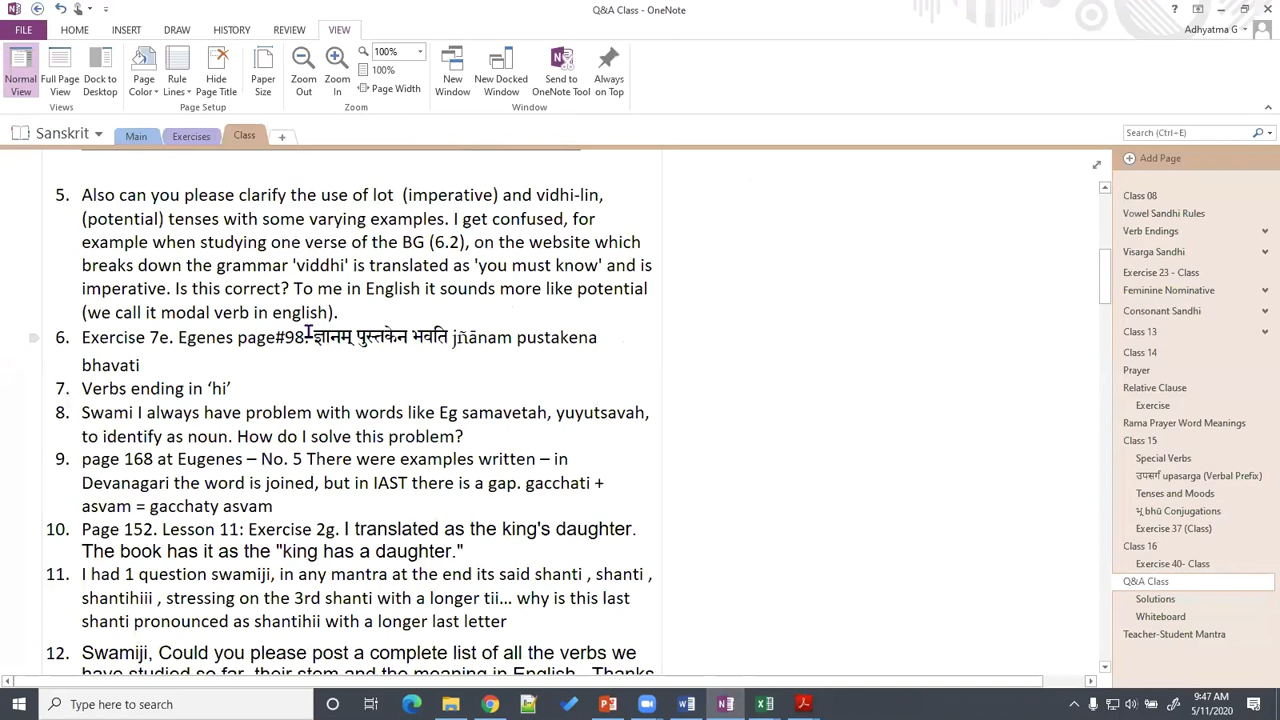 Q&A Class - OneNote
FILE HOME INSERT DRAW HISTORY REVIEW VIEW
Adhyatma G
Normal View
Full Page View
Dock to Desktop
Views
Page Color
Rule Lines
Hide Page Title
Page Setup
Paper Size
Zoom Out
Zoom In
100%
100%
Page Width
Zoom
New Window
New Docked Window
Send to OneNote Tool
Always on Top
Window
Sanskrit
Main
Exercises
Class
Search (Ctrl+E)
5. Also can you please clarify the use of lot (imperative) and vidhi-lin,
(potential) tenses with some varying examples. I get confused, for
example when studying one verse of the BG (6.2), on the website which
breaks down the grammar 'viddhi' is translated as 'you must know' and is
imperative. Is this correct? To me in English it sounds more like potential
(we call it modal verb in english).
6. Exercise 7e. Egenes page#98. ज्ञानम् पुस्तकेन भवति jñānam pustakena
bhavati
7. Verbs ending in ‘hi’
8. Swami I always have problem with words like Eg samavetah, yuyutsavah,
to identify as noun. How do I solve this problem?
9. page 168 at Eugenes – No. 5 There were examples written – in
Devanagari the word is joined, but in IAST there is a gap. gacchati +
asvam = gacchaty asvam
10. Page 152. Lesson 11: Exercise 2g. I translated as the king's daughter.
The book has it as the "king has a daughter."
11. I had 1 question swamiji, in any mantra at the end its said shanti , shanti ,
shantihiii , stressing on the 3rd shanti with a longer tii... why is this last
shanti pronounced as shantihii with a longer last letter
12. Swamiji, Could you please post a complete list of all the verbs we
have studied so far, their stem and the meaning in English. Thanks
Add Page
Class 08
Vowel Sandhi Rules
Verb Endings
Visarga Sandhi
Exercise 23 - Class
Feminine Nominative
Consonant Sandhi
Class 13
Class 14
Prayer
Relative Clause
Exercise
Rama Prayer Word Meanings
Class 15
Special Verbs
उपसर्ग upasarga (Verbal Prefix)
Tenses and Moods
भू bhū Conjugations
Exercise 37 (Class)
Class 16
Exercise 40- Class
Q&A Class
Solutions
Whiteboard
Teacher-Student Mantra
Type here to search
9:47 AM
5/11/2020